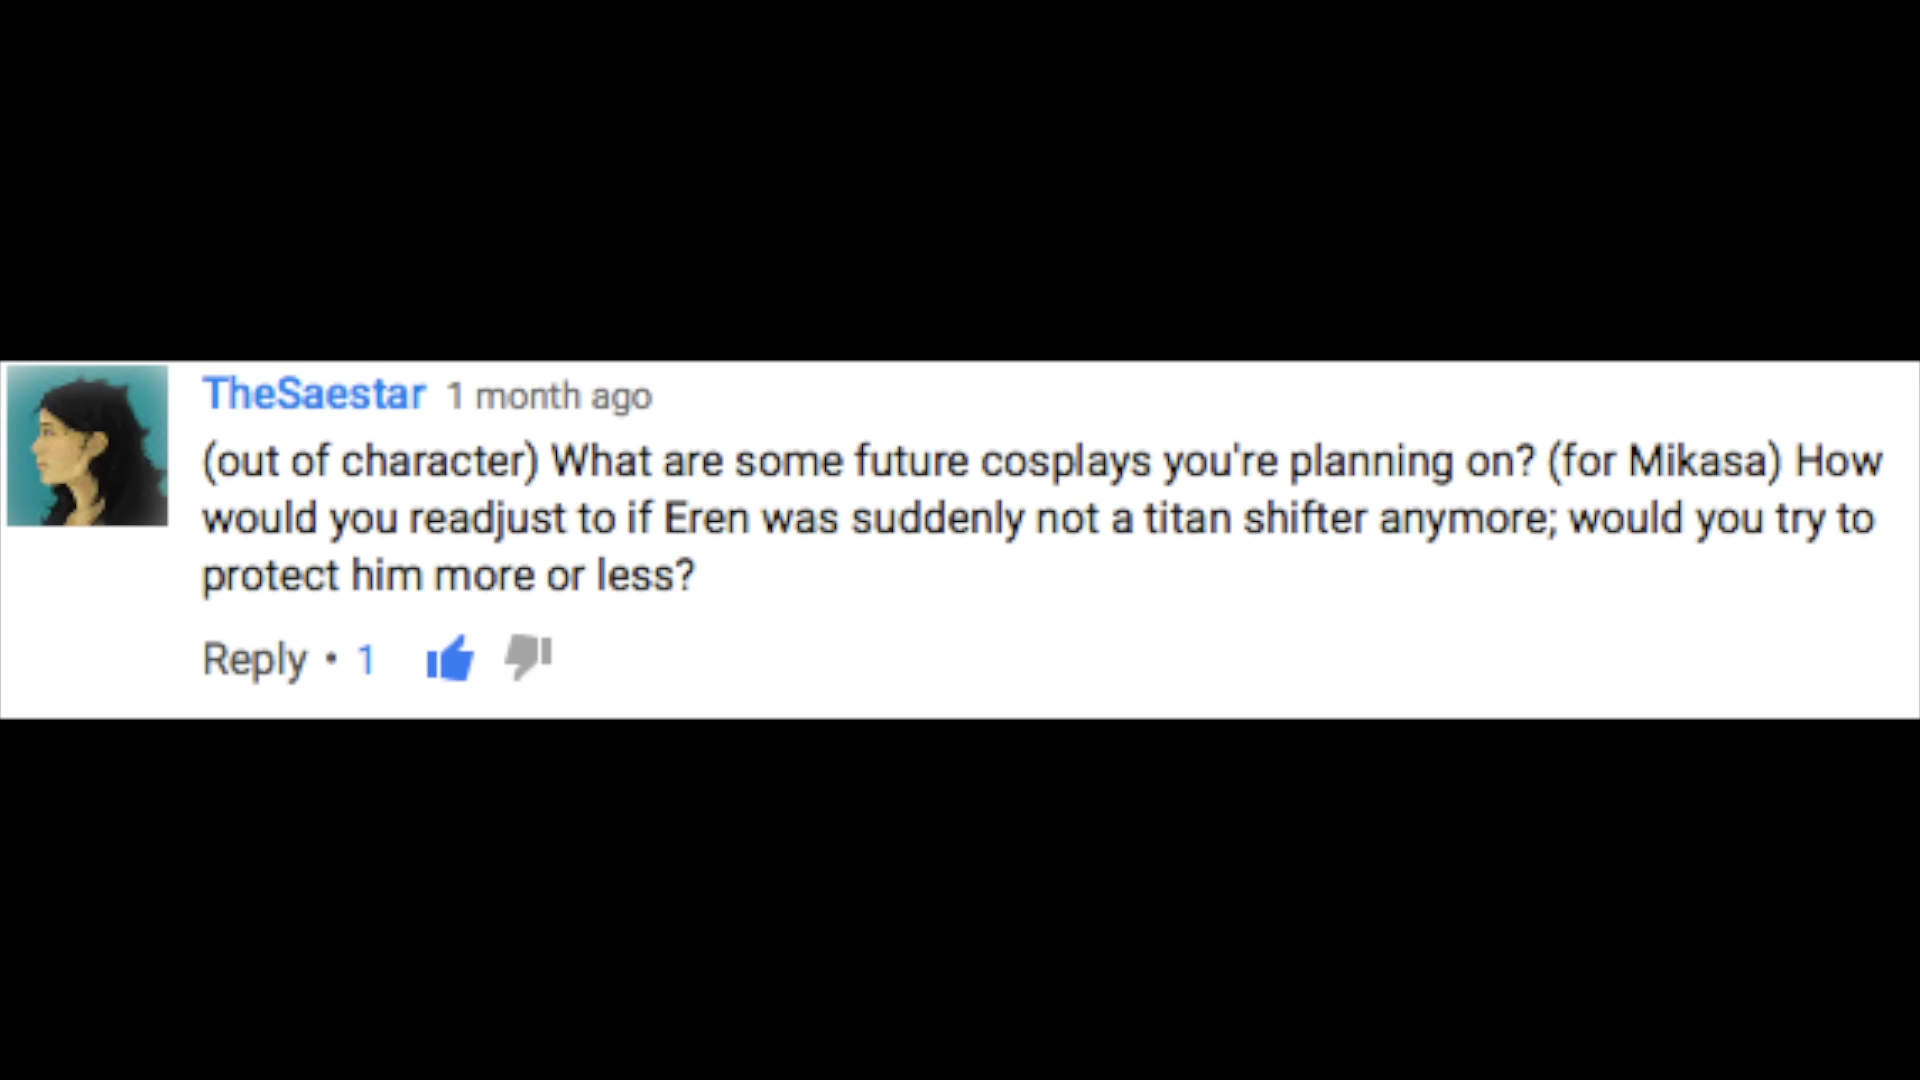 TheSaestar 1 month ago
(out of character) What are some future cosplays you're planning on? (for Mikasa) How
would you readjust to if Eren was suddenly not a titan shifter anymore; would you try to
protect him more or less?
Reply • 1